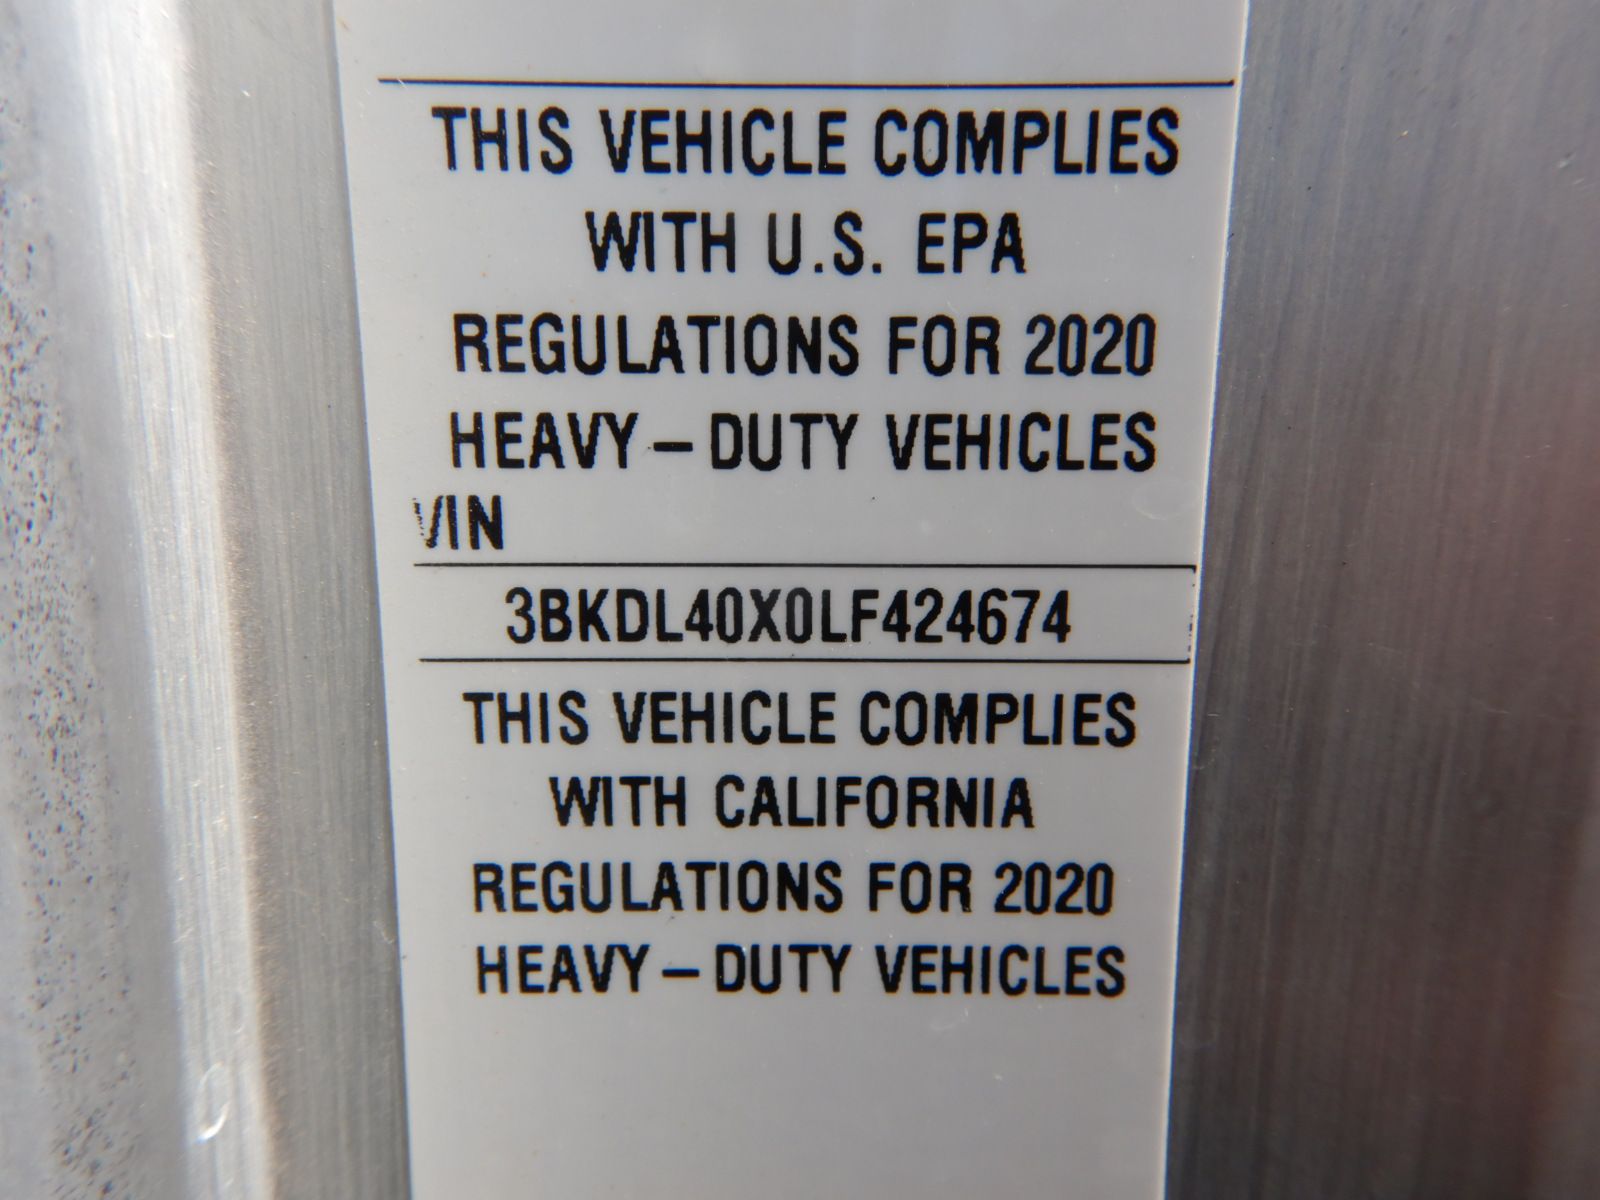 THIS VEHICLE COMPLIES
WITH U.S. EPA
REGULATIONS FOR 2020
HEAVY-DUTY VEHICLES
VIN
3BKDL40X0LF424674
THIS VEHICLE COMPLIES
WITH CALIFORNIA
REGULATIONS FOR 2020
HEAVY-DUTY VEHICLES